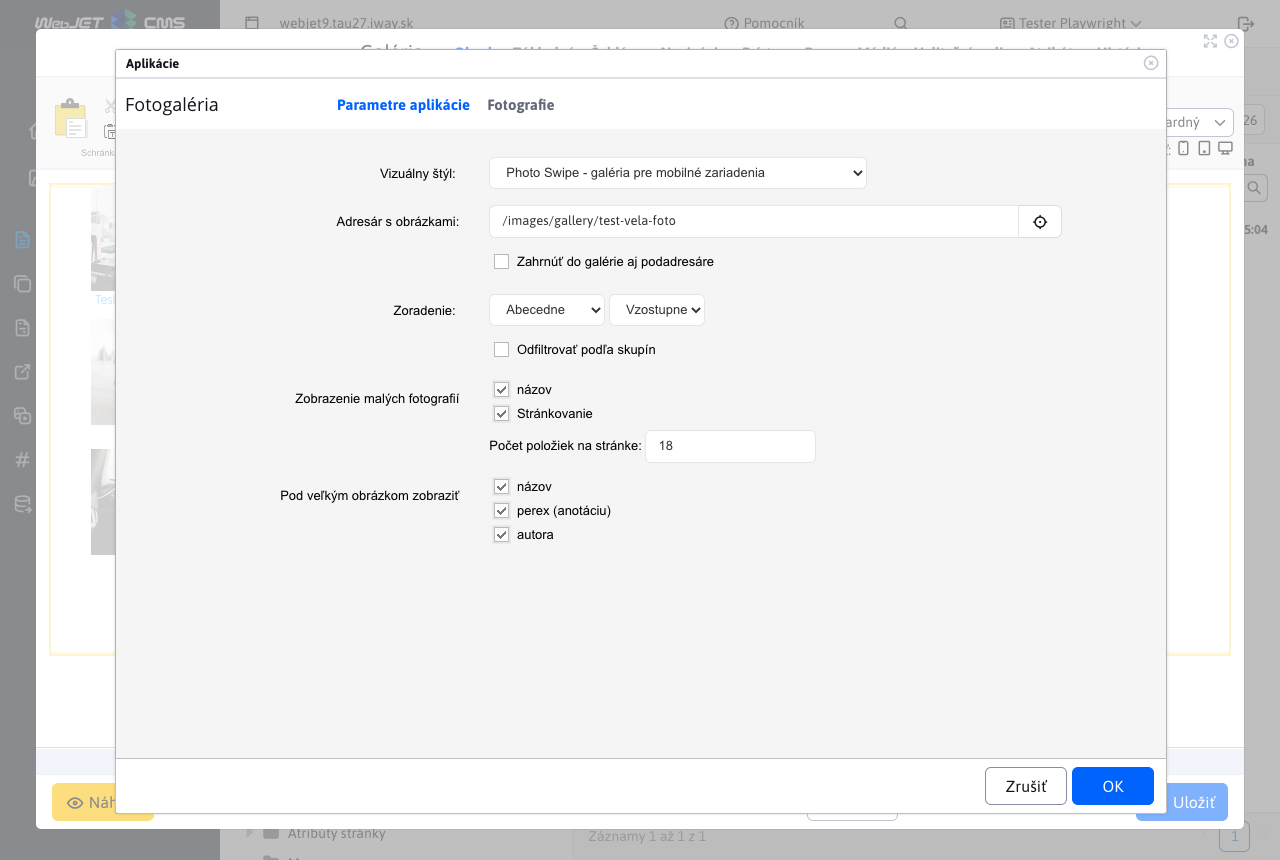 WebJET CMS
webjet9.tau27.iway.sk
Pomocník
Tester Playwright
Aplikácie
Fotogaléria
Parametre aplikácie
Fotografie
Schránk
ardný
26
Vizuálny štýl:
Photo Swipe - galéria pre mobilné zariadenia
Adresár s obrázkami:
/images/gallery/test-vela-foto
Zahrnúť do galérie aj podadresáre
5:04
Zoradenie:
Abecedne
Vzostupne
Odfiltrovať podľa skupín
Zobrazenie malých fotografií
názov
Stránkovanie
Počet položiek na stránke:
18
Pod veľkým obrázkom zobraziť
názov
perex (anotáciu)
autora
Zrušiť
OK
Náh
Uložiť
Atribúty stránky
Záznamy 1 až 1 z 1
1